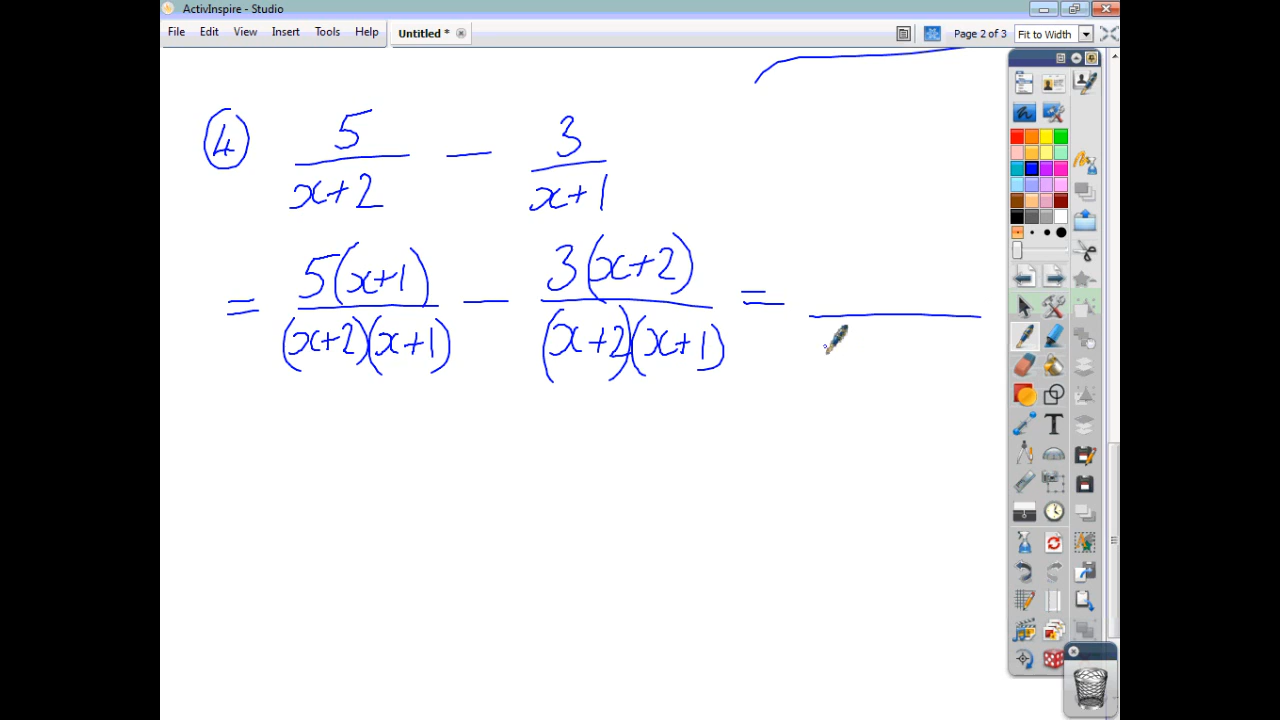 ActivInspire - Studio
File Edit View Insert Tools Help Untitled * Page 2 of 3 Fit to Width
④ 5/(x+2) − 3/(x+1)
= 5(x+1)/((x+2)(x+1)) − 3(x+2)/((x+2)(x+1)) =